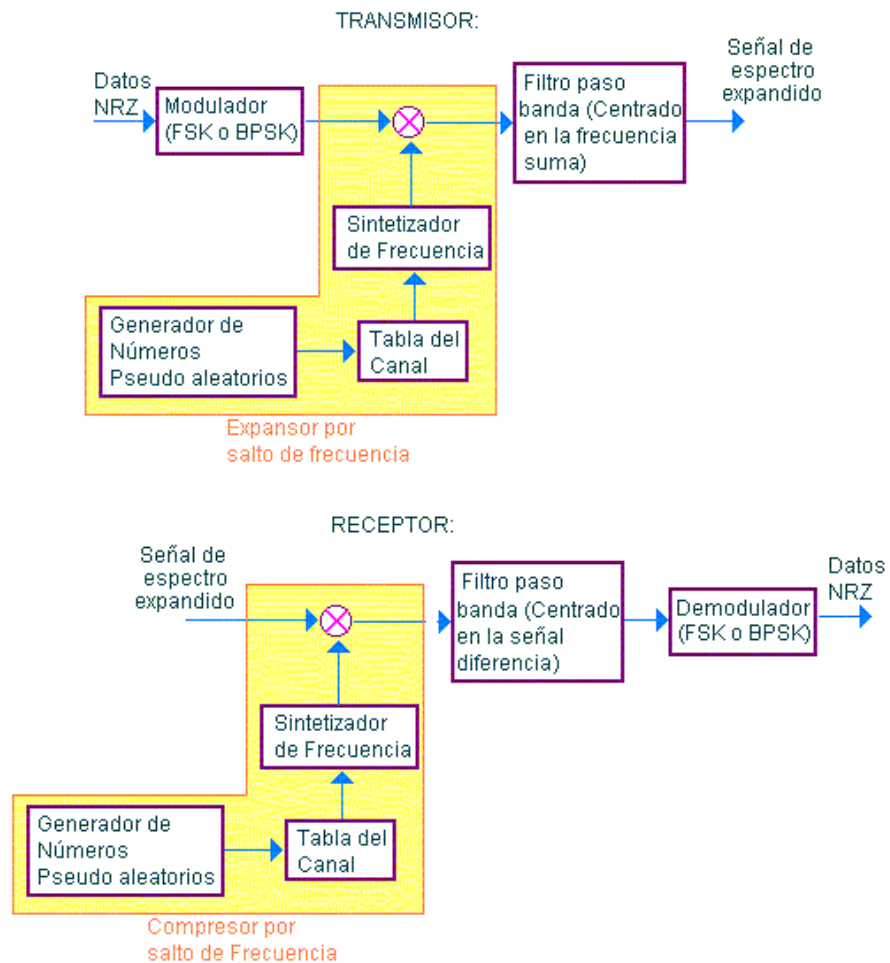 TRANSMISOR:
Datos
NRZ
Modulador
(FSK o BPSK)
Filtro paso
banda (Centrado
en la frecuencia
suma)
Señal de
espectro
expandido
Sintetizador
de Frecuencia
Generador de
Números
Pseudo aleatorios
Tabla del
Canal
Expansor por
salto de frecuencia
RECEPTOR:
Señal de
espectro
expandido
Filtro paso
banda (Centrado
en la señal
diferencia)
Demodulador
(FSK o BPSK)
Datos
NRZ
Sintetizador
de Frecuencia
Generador de
Números
Pseudo aleatorios
Tabla del
Canal
Compresor por
salto de Frecuencia